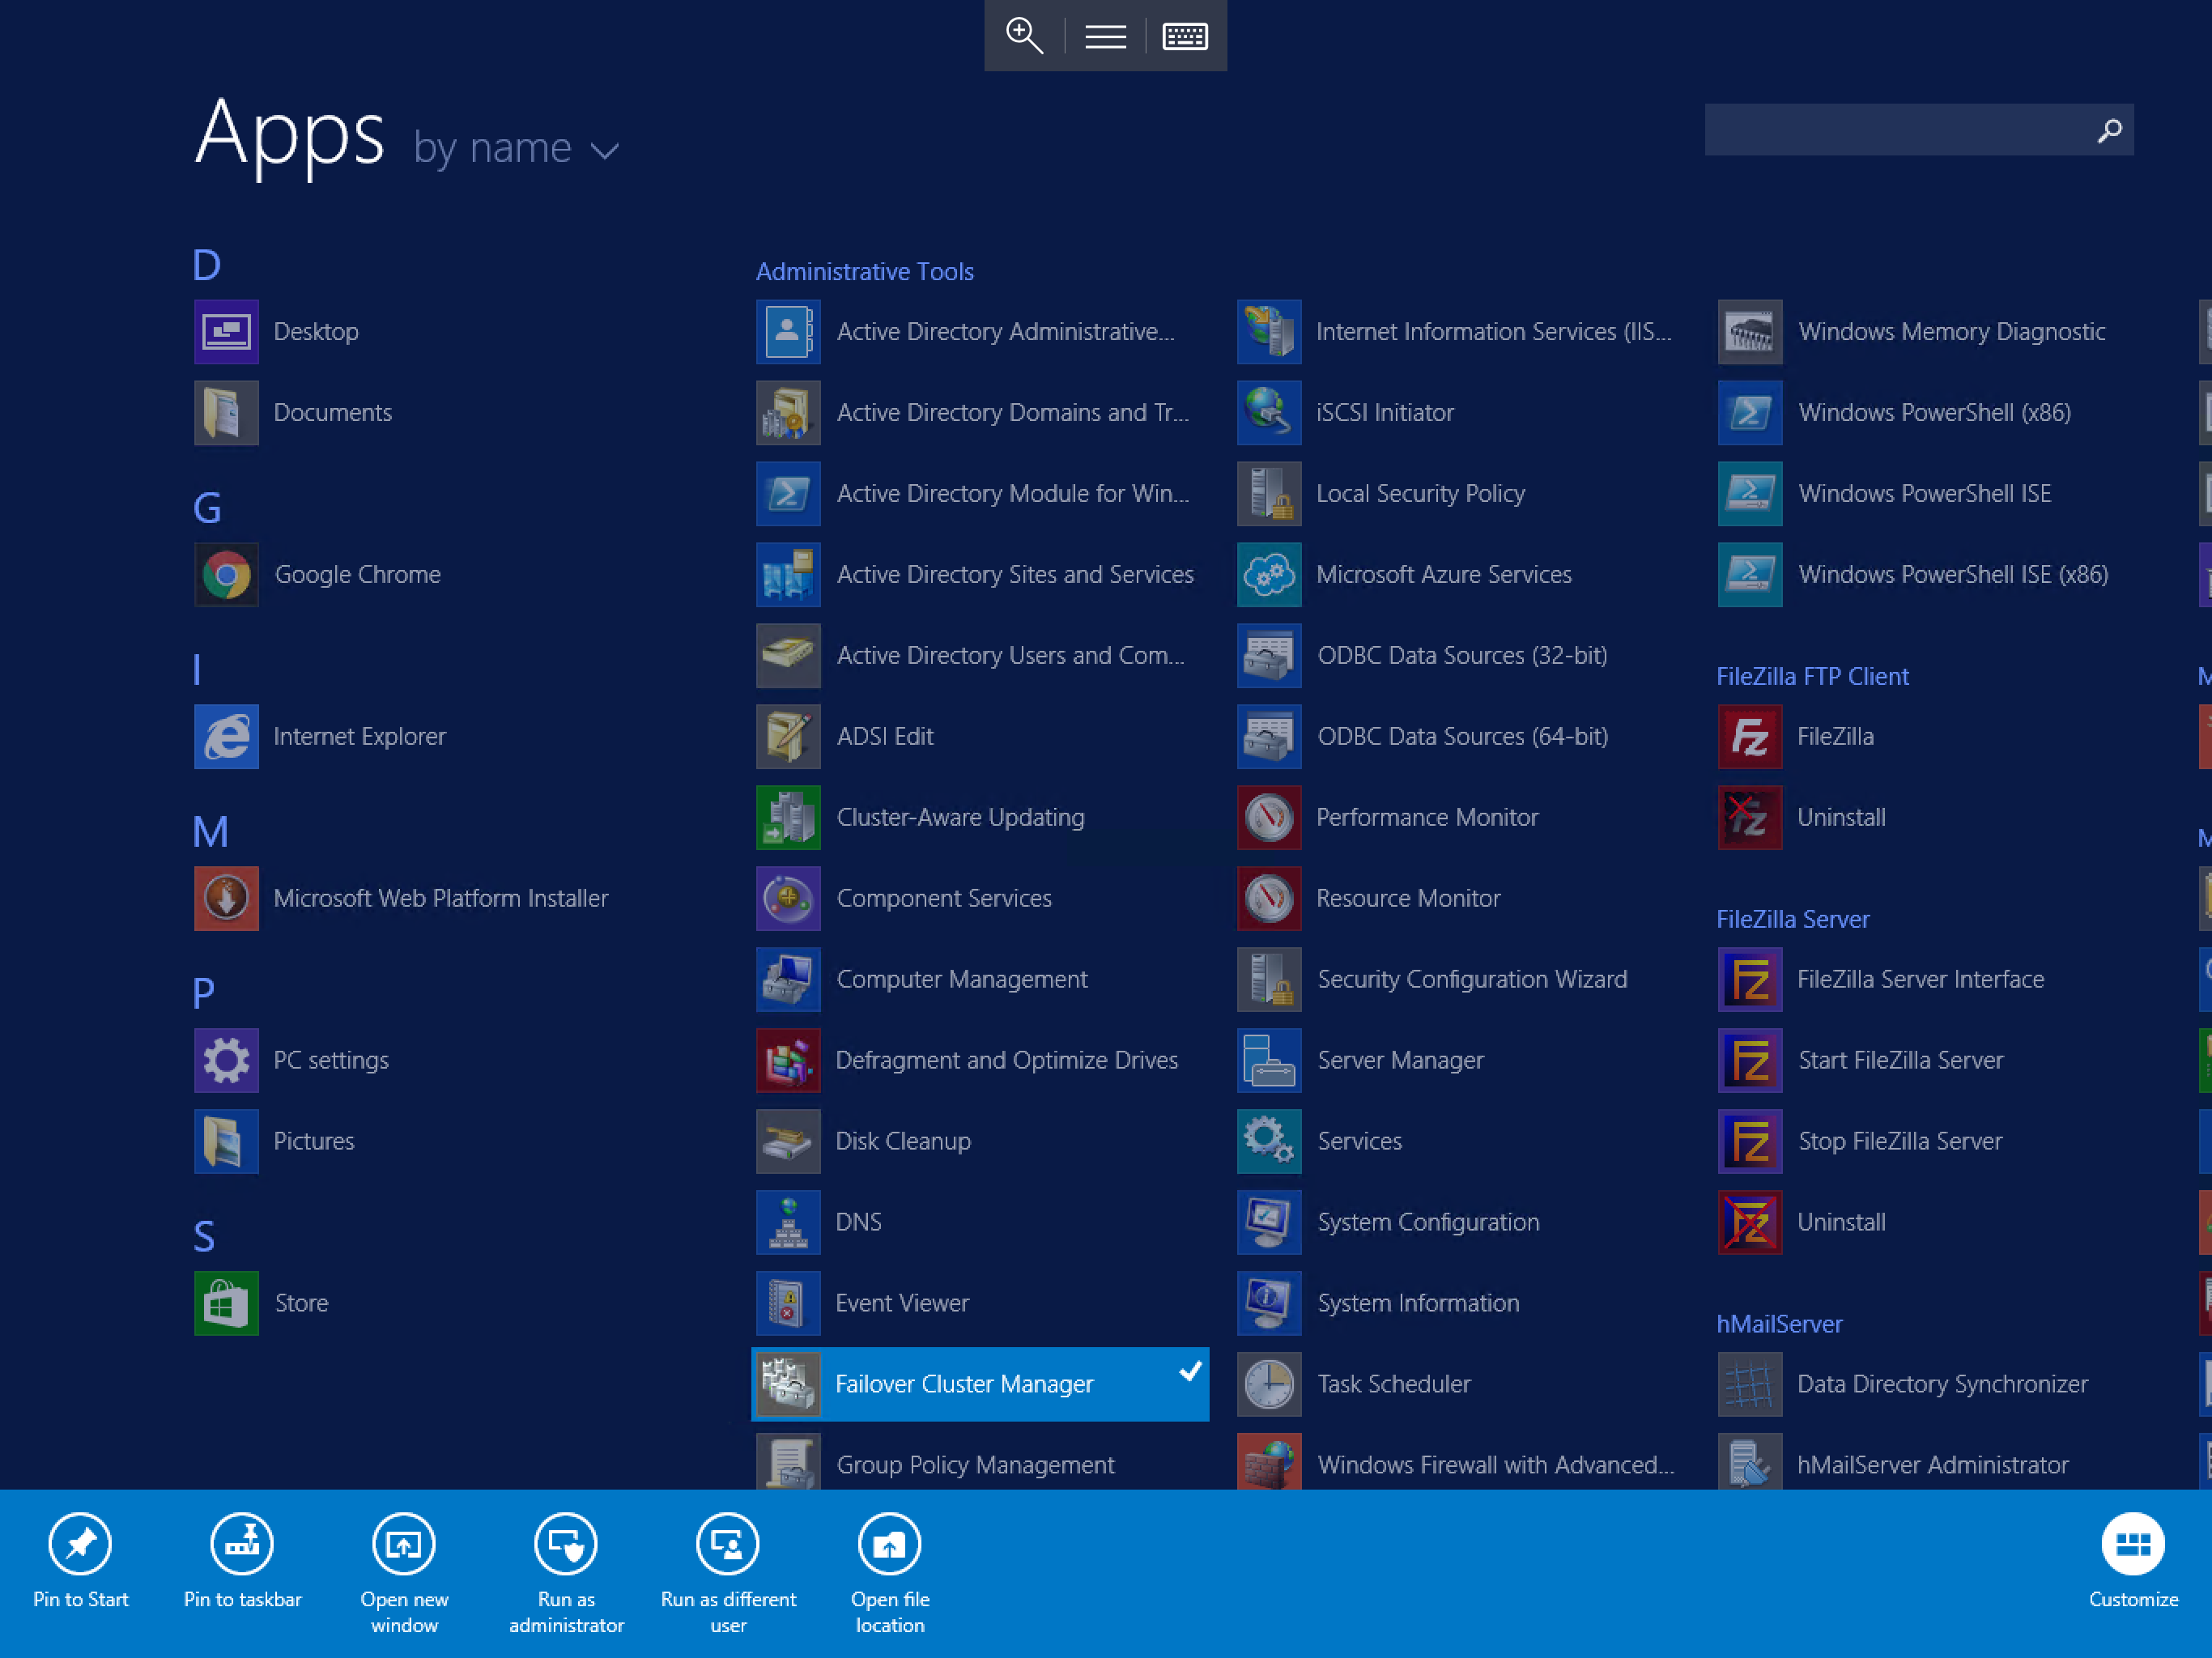 Apps by name
D
Desktop
Documents
G
Google Chrome
I
Internet Explorer
M
Microsoft Web Platform Installer
P
PC settings
Pictures
S
Store
Administrative Tools
Active Directory Administrative...
Active Directory Domains and Tr...
Active Directory Module for Win...
Active Directory Sites and Services
Active Directory Users and Com...
ADSI Edit
Cluster-Aware Updating
Component Services
Computer Management
Defragment and Optimize Drives
Disk Cleanup
DNS
Event Viewer
Failover Cluster Manager
Group Policy Management
Internet Information Services (IIS...
iSCSI Initiator
Local Security Policy
Microsoft Azure Services
ODBC Data Sources (32-bit)
ODBC Data Sources (64-bit)
Performance Monitor
Resource Monitor
Security Configuration Wizard
Server Manager
Services
System Configuration
System Information
Task Scheduler
Windows Firewall with Advanced...
Windows Memory Diagnostic
Windows PowerShell (x86)
Windows PowerShell ISE
Windows PowerShell ISE (x86)
FileZilla FTP Client
FileZilla
Uninstall
FileZilla Server
FileZilla Server Interface
Start FileZilla Server
Stop FileZilla Server
Uninstall
hMailServer
Data Directory Synchronizer
hMailServer Administrator
Pin to Start
Pin to taskbar
Open new
window
Run as
administrator
Run as different
user
Open file
location
Customize